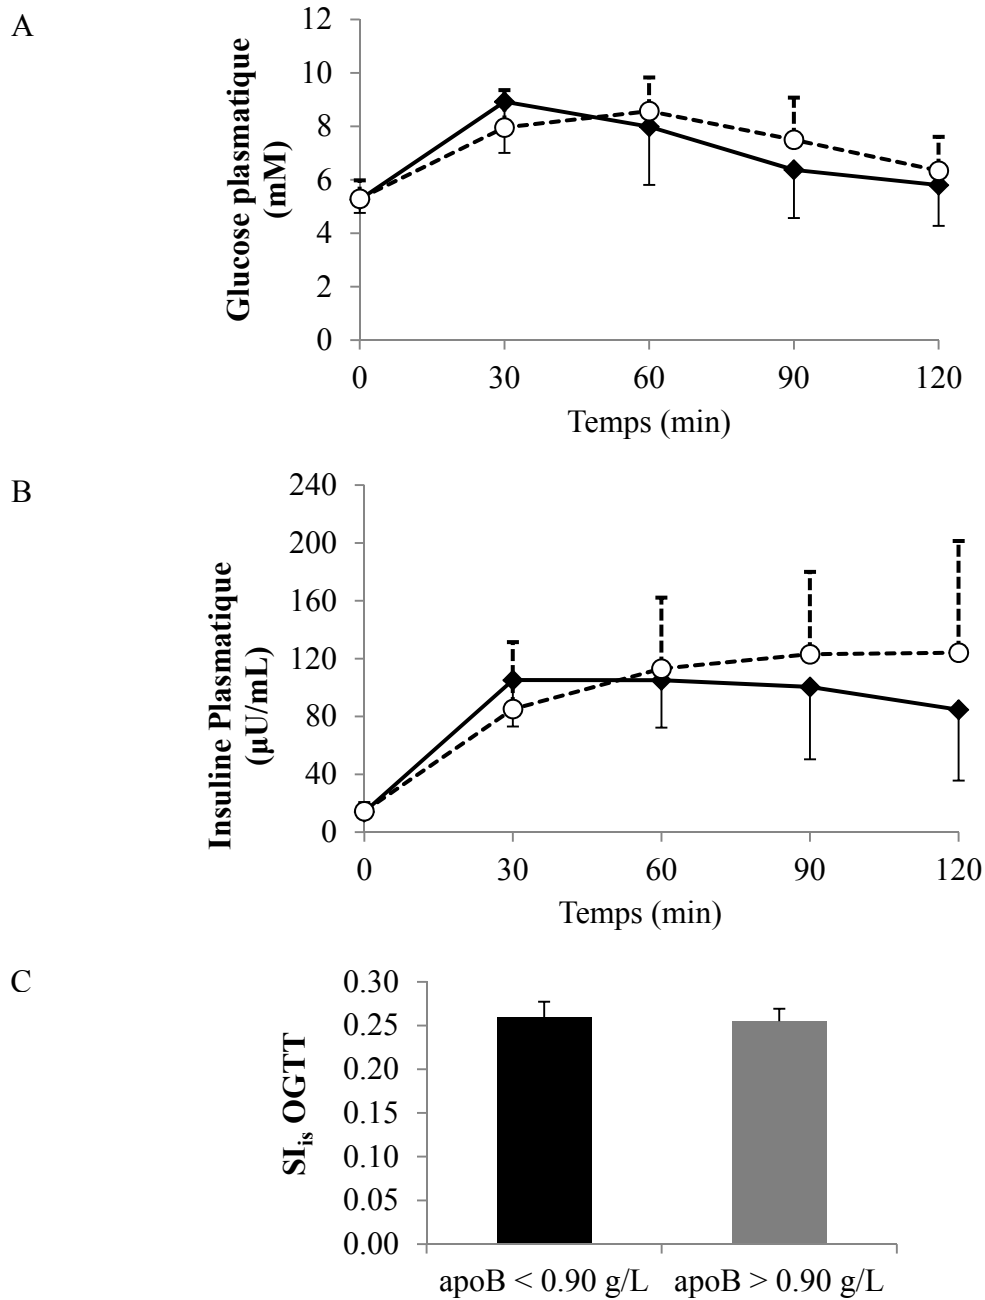 A
Glucose plasmatique
(mM)
12
10
8
6
4
2
0
0 30 60 90 120
Temps (min)
B
Insuline Plasmatique
(µU/mL)
240
200
160
120
80
40
0
0 30 60 90 120
Temps (min)
C
SIis OGTT
0.30
0.25
0.20
0.15
0.10
0.05
0.00
apoB < 0.90 g/L apoB > 0.90 g/L